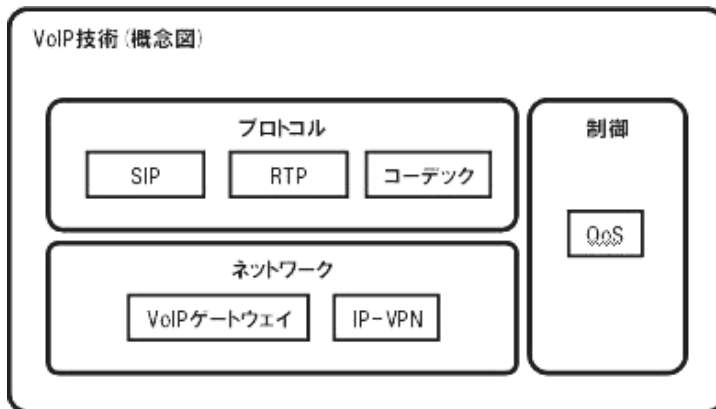 VoIP技術(概念図)
プロトコル
SIP
RTP
コーデック
ネットワーク
VoIPゲートウェイ
IP-VPN
制御
QoS